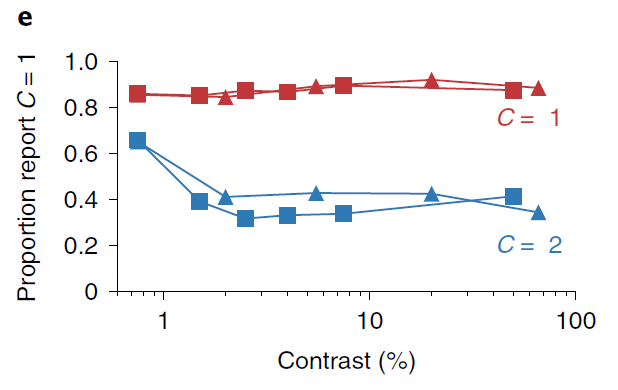 e
Proportion report C = 1
1.0
0.8
0.6
0.4
0.2
0
C = 1
C = 2
1
10
100
Contrast (%)